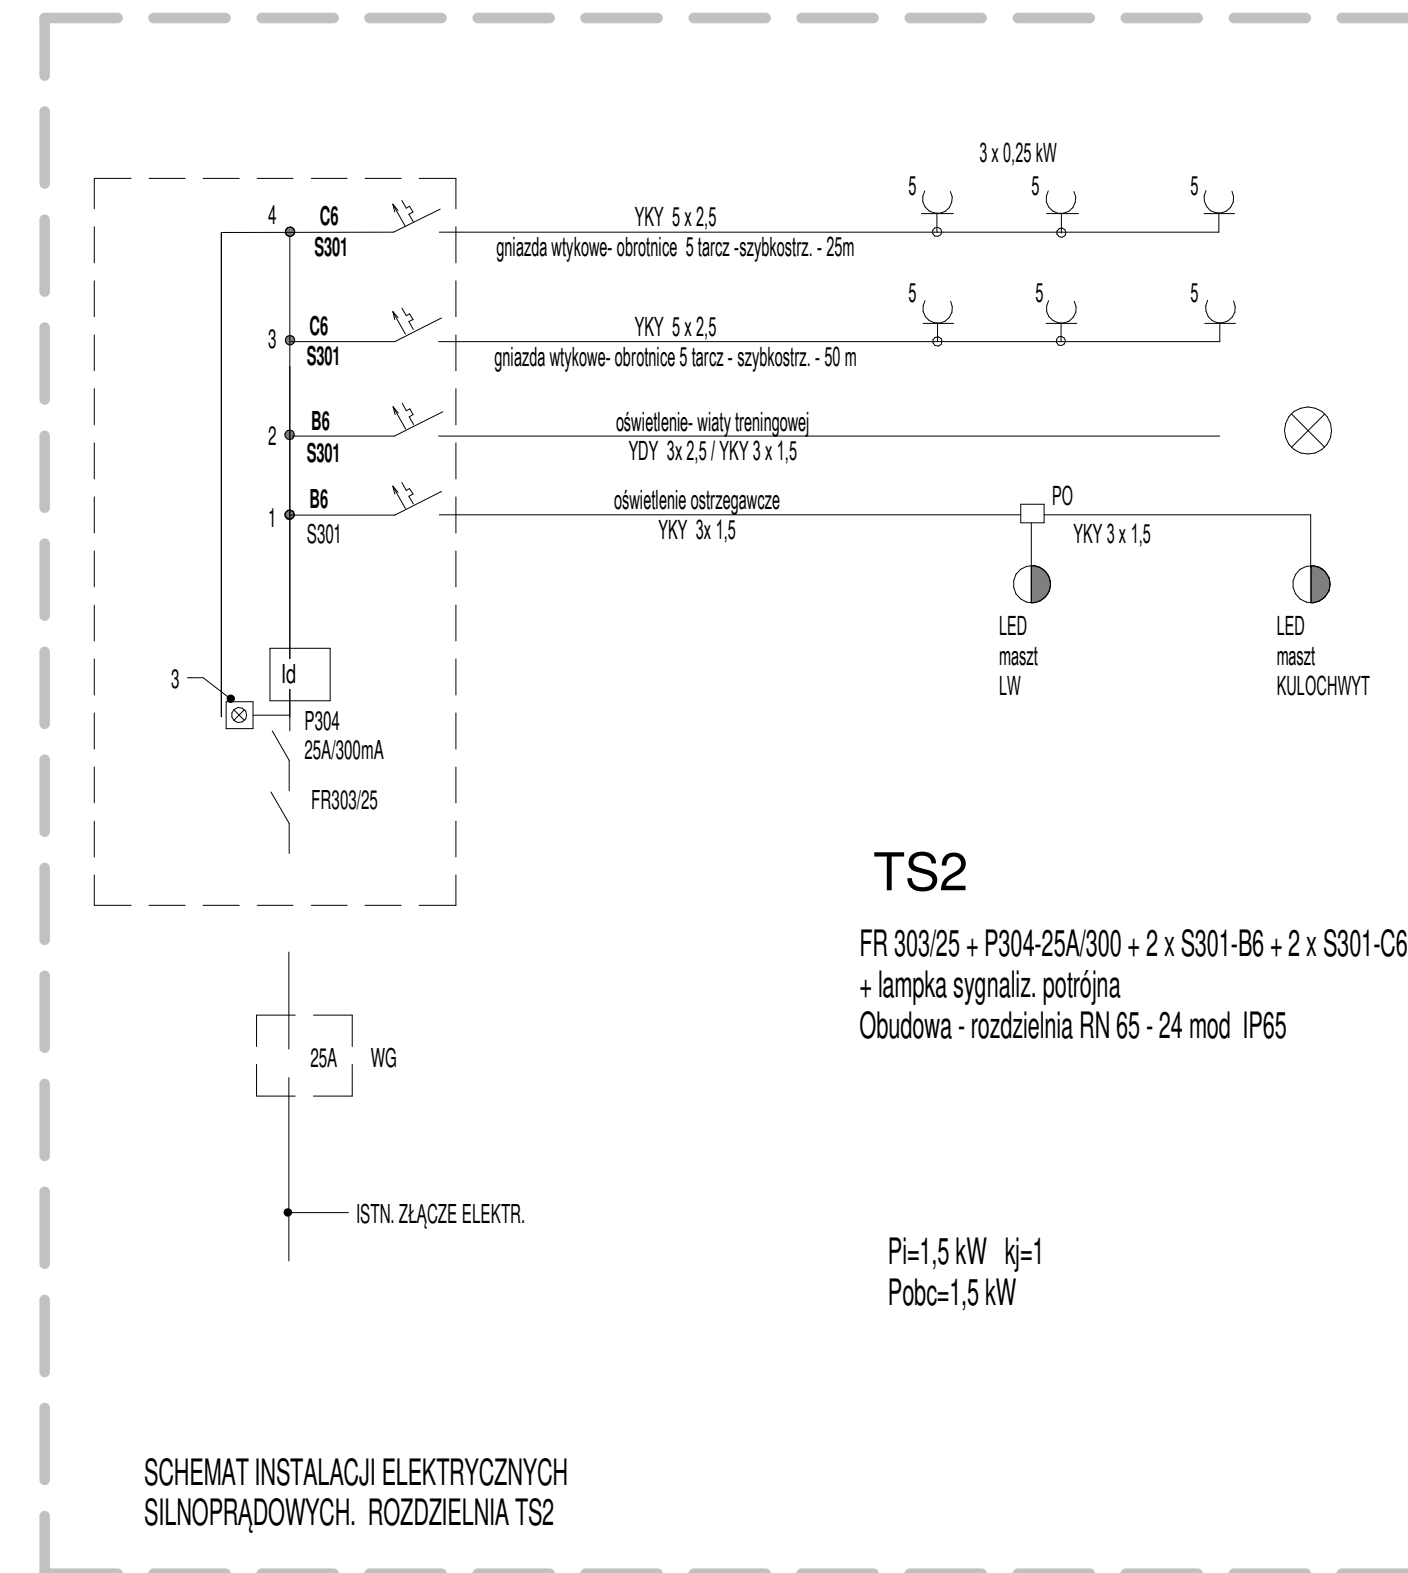 3 x 0,25 kW
5 5 5
4 C6 YKY 5 x 2,5
S301 gniazda wtykowe- obrotnice 5 tarcz -szybkostrz. - 25m
5 5 5
C6 YKY 5 x 2,5
3
S301 gniazda wtykowe- obrotnice 5 tarcz - szybkostrz. - 50 m
B6 oświetlenie- wiaty treningowej
2
S301 YDY 3x 2,5 / YKY 3 x 1,5
B6 oświetlenie ostrzegawcze PO
1
S301 YKY 3x 1,5 YKY 3 x 1,5
LED LED
maszt maszt
LW KULOCHWYT
3 Id
P304
25A/300mA
FR303/25
TS2
FR 303/25 + P304-25A/300 + 2 x S301-B6 + 2 x S301-C6
+ lampka sygnaliz. potrójna
Obudowa - rozdzielnia RN 65 - 24 mod IP65
25A WG
ISTN. ZŁĄCZE ELEKTR.
Pi=1,5 kW kj=1
Pobc=1,5 kW
SCHEMAT INSTALACJI ELEKTRYCZNYCH
SILNOPRĄDOWYCH. ROZDZIELNIA TS2